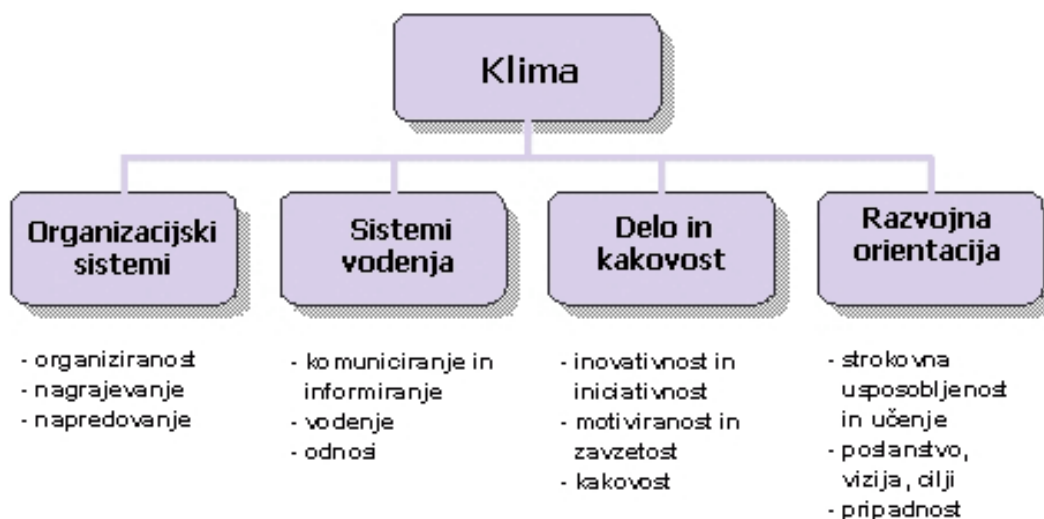 Klima
Organizacijski
sistemi
Sistemi
vodenja
Delo in
kakovost
Razvojna
orientacija
- organiziranost
- nagrajevanje
- napredovanje
- komuniciranje in
informiranje
- vodenje
- odnosi
- inovativnost in
iniciativnost
- motiviranost in
zavzetost
- kakovost
- strokovna
usposobljenost
in učenje
- poslanstvo,
vizija, cilji
- pripadnost